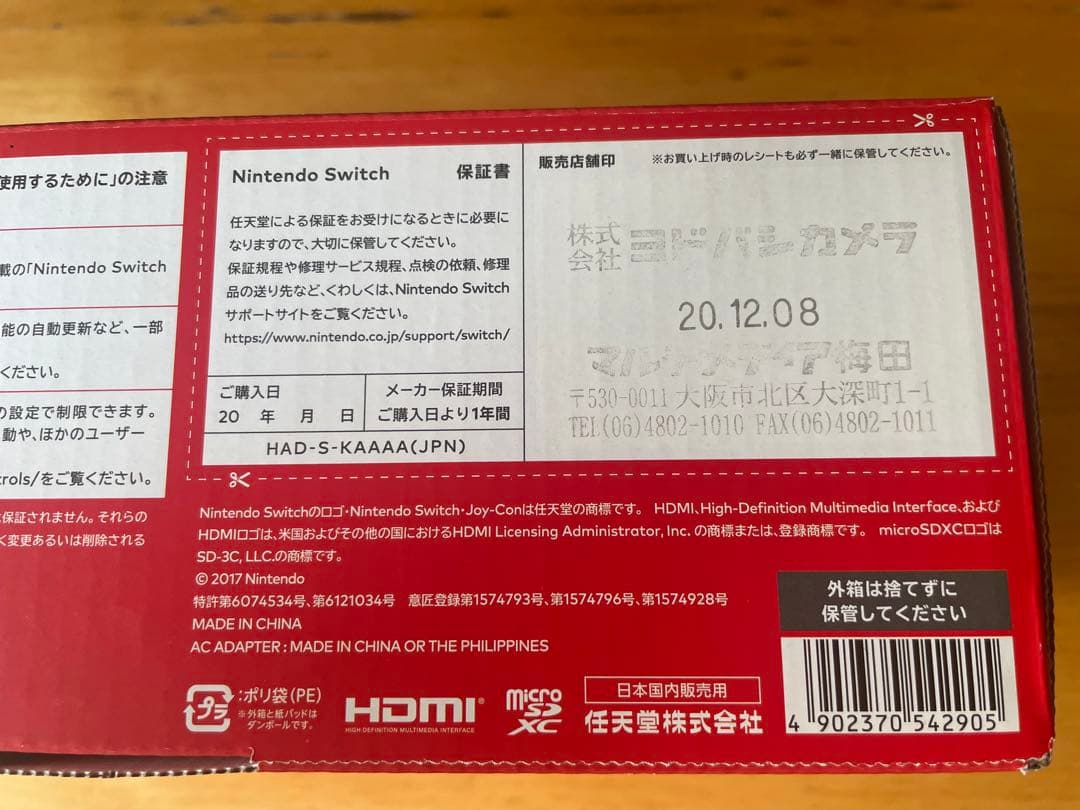 使用するために」の注意
載の「Nintendo Switch
能の自動更新など、一部
ください。
の設定で制限できます。
動や、ほかのユーザー
rols/をご覧ください。
保証されません。それらの
く変更あるいは削除される
Nintendo Switch 保証書
任天堂による保証をお受けになるときに必要に
なりますので、大切に保管してください。
保証規程や修理サービス規程、点検の依頼、修理
品の送り先など、くわしくは、Nintendo Switch
サポートサイトをご覧ください。
https://www.nintendo.co.jp/support/switch/
ご購入日
20 年 月 日
メーカー保証期間
ご購入日より1年間
HAD-S-KAAAA(JPN)
販売店舗印 ※お買い上げ時のレシートも必ず一緒に保管してください。
株式会社 ヨドバシカメラ
20.12.08
マルチメディア梅田
〒530-0011 大阪市北区大深町1-1
TEL(06)4802-1010 FAX(06)4802-1011
Nintendo Switchのロゴ・Nintendo Switch・Joy-Conは任天堂の商標です。 HDMI、High-Definition Multimedia Interface、および
HDMIロゴは、米国およびその他の国におけるHDMI Licensing Administrator, Inc. の商標または、登録商標です。 microSDXCロゴは
SD-3C, LLC.の商標です。
© 2017 Nintendo
特許第6074534号、第6121034号 意匠登録第1574793号、第1574796号、第1574928号
MADE IN CHINA
AC ADAPTER : MADE IN CHINA OR THE PHILIPPINES
プラ
:ポリ袋(PE)
※外箱と紙パッドは
ダンボールです。
HDMI®
HIGH-DEFINITION MULTIMEDIA INTERFACE
micro
SD
XC
日本国内販売用
任天堂株式会社
外箱は捨てずに
保管してください
4 902370 542905